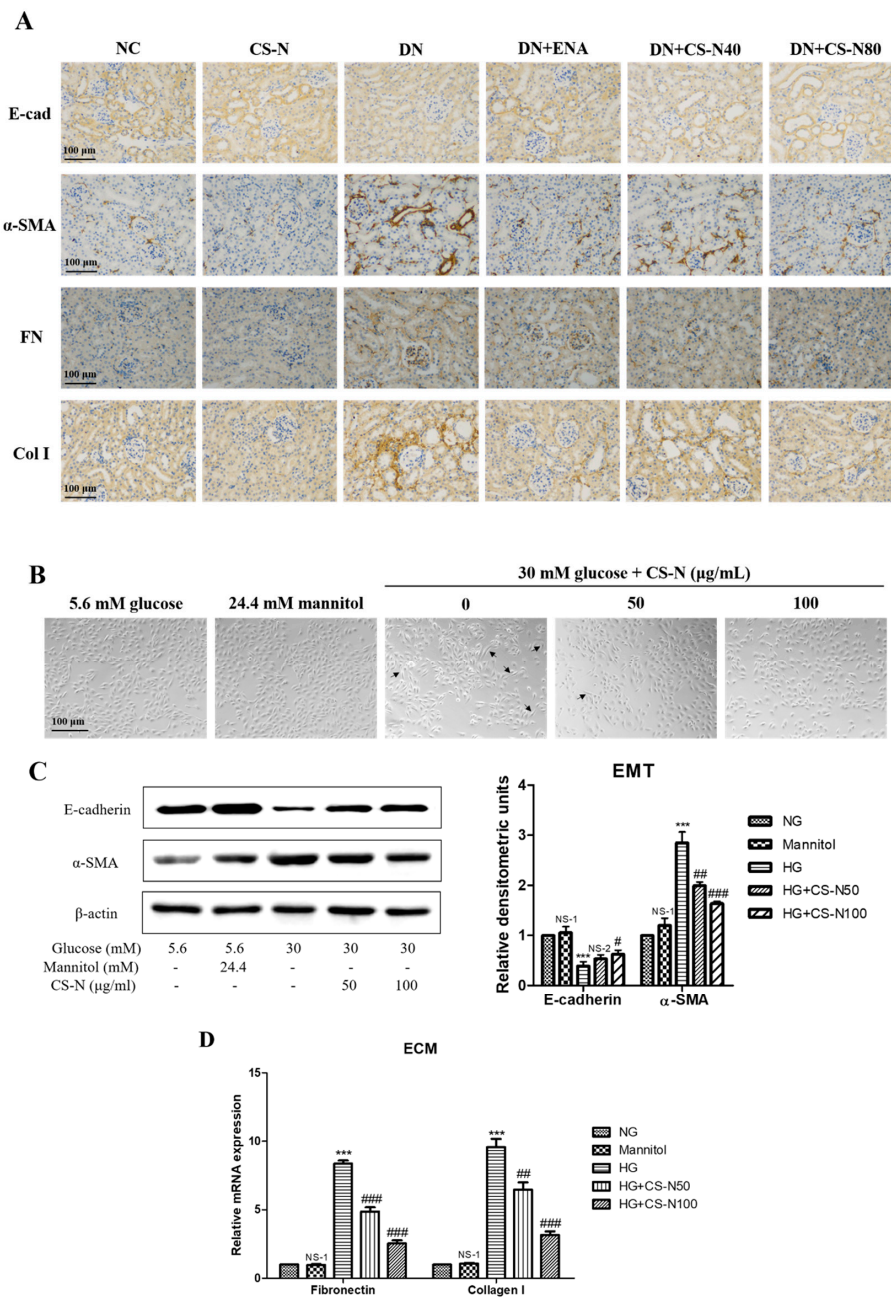 A
NC CS-N DN DN+ENA DN+CS-N40 DN+CS-N80
E-cad
100 μm
α-SMA
100 μm
FN
100 μm
Col I
100 μm
B
30 mM glucose + CS-N (μg/mL)
5.6 mM glucose 24.4 mM mannitol 0 50 100
100 μm
C
E-cadherin
α-SMA
β-actin
Glucose (mM) 5.6 5.6 30 30 30
Mannitol (mM) - 24.4 - - -
CS-N (μg/ml) - - - 50 100
EMT
Relative densitometric units
4
3
2
1
0
NS-1
***
NS-2
#
NS-1
***
##
###
E-cadherin α-SMA
NG
Mannitol
HG
HG+CS-N50
HG+CS-N100
D
ECM
Relative mRNA expression
15
10
5
0
NS-1
***
###
###
NS-1
***
##
###
Fibronectin Collagen I
NG
Mannitol
HG
HG+CS-N50
HG+CS-N100